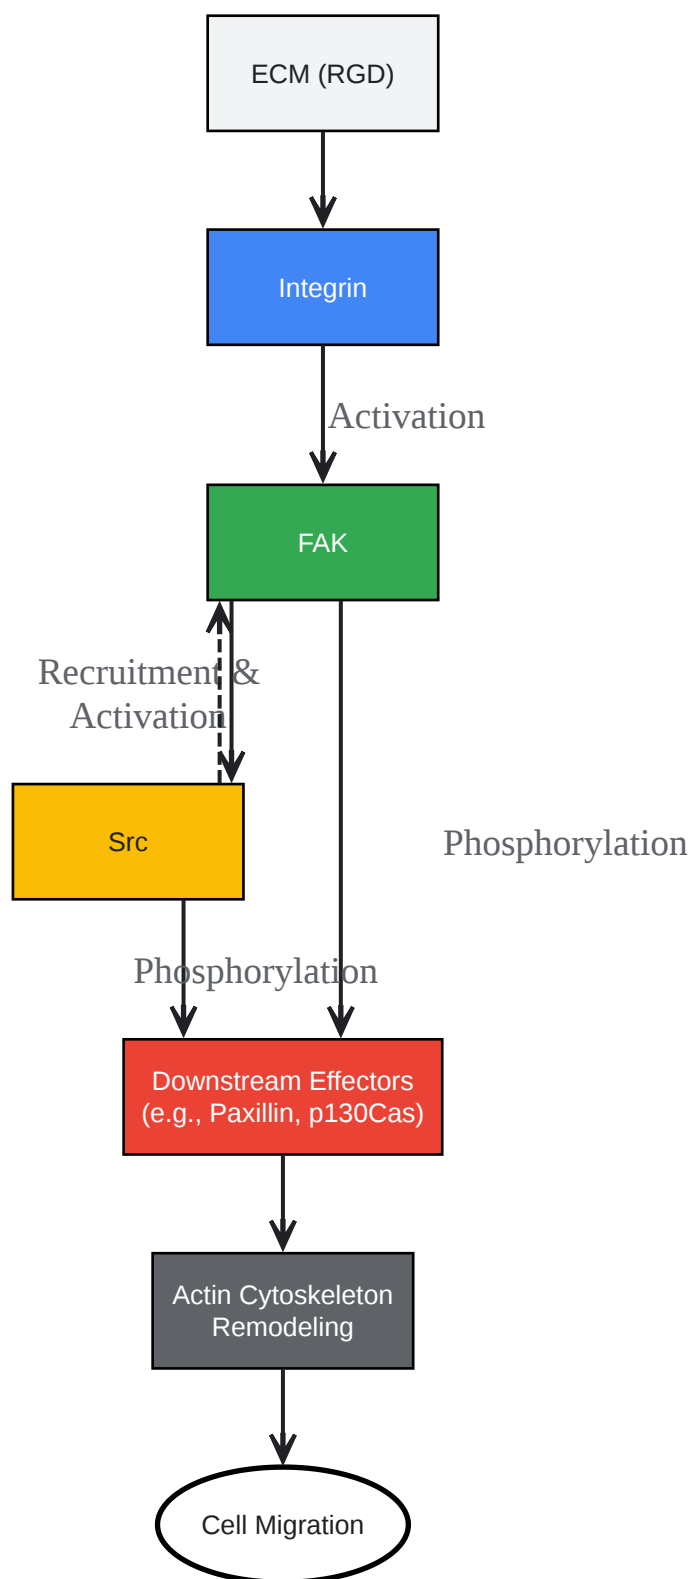 ECM (RGD)
Integrin
Activation
FAK
Recruitment &
Activation
Src
Phosphorylation
Phosphorylation
Downstream Effectors
(e.g., Paxillin, p130Cas)
Actin Cytoskeleton
Remodeling
Cell Migration